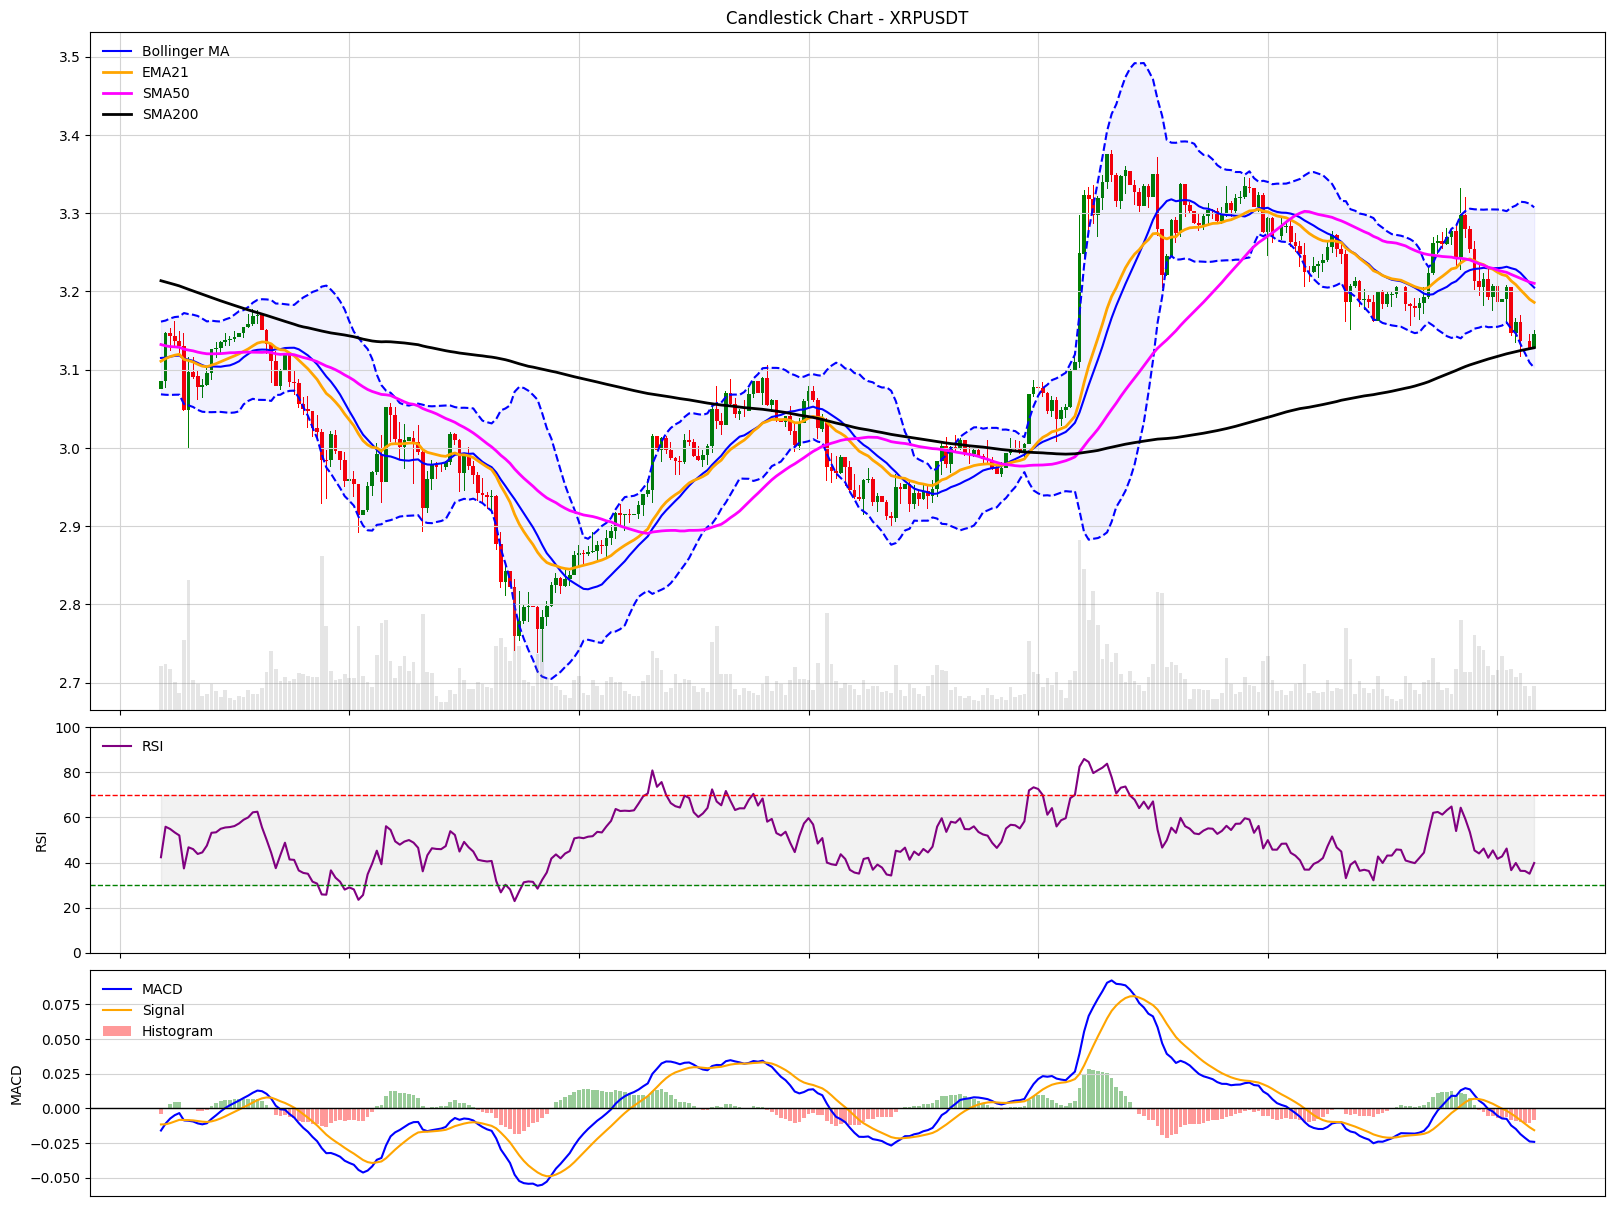 Candlestick Chart - XRPUSDT
Bollinger MA
EMA21
SMA50
SMA200
3.5
3.4
3.3
3.2
3.1
3.0
2.9
2.8
2.7
RSI
100
80
60
40
20
0
RSI
MACD
Signal
Histogram
0.075
0.050
0.025
0.000
−0.025
−0.050
MACD